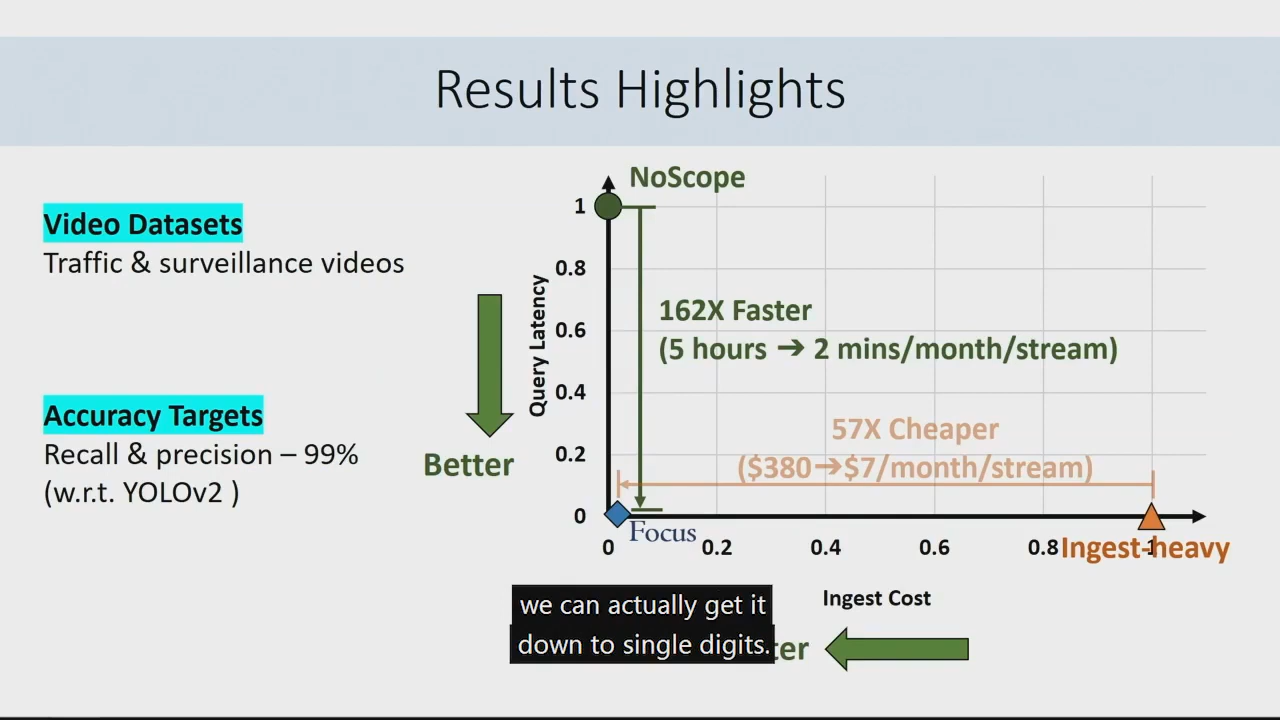 Results Highlights
Video Datasets
Traffic & surveillance videos
Accuracy Targets
Recall & precision – 99%
(w.r.t. YOLOv2 )
Better
Query Latency
1
0.8
0.6
0.4
0.2
0
NoScope
162X Faster
(5 hours ➔ 2 mins/month/stream)
57X Cheaper
($380➔$7/month/stream)
Focus
0 0.2 0.4 0.6 0.8 1
Ingest-heavy
Ingest Cost
we can actually get it
down to single digits.